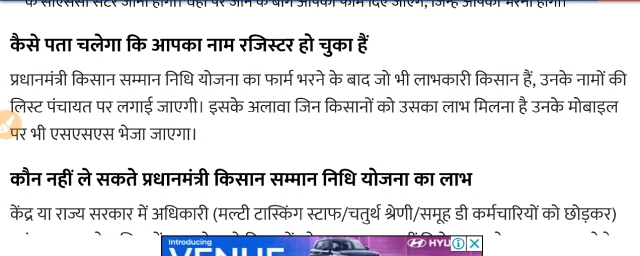 कैसे पता चलेगा कि आपका नाम रजिस्टर हो चुका हैं
प्रधानमंत्री किसान सम्मान निधि योजना का फार्म भरने के बाद जो भी लाभकारी किसान हैं, उनके नामों की
लिस्ट पंचायत पर लगाई जाएगी। इसके अलावा जिन किसानों को उसका लाभ मिलना है उनके मोबाइल
पर भी एसएसएस भेजा जाएगा।
कौन नहीं ले सकते प्रधानमंत्री किसान सम्मान निधि योजना का लाभ
केंद्र या राज्य सरकार में अधिकारी (मल्टी टास्किंग स्टाफ/चतुर्थ श्रेणी/समूह डी कर्मचारियों को छोड़कर)
Introducing
VENUE